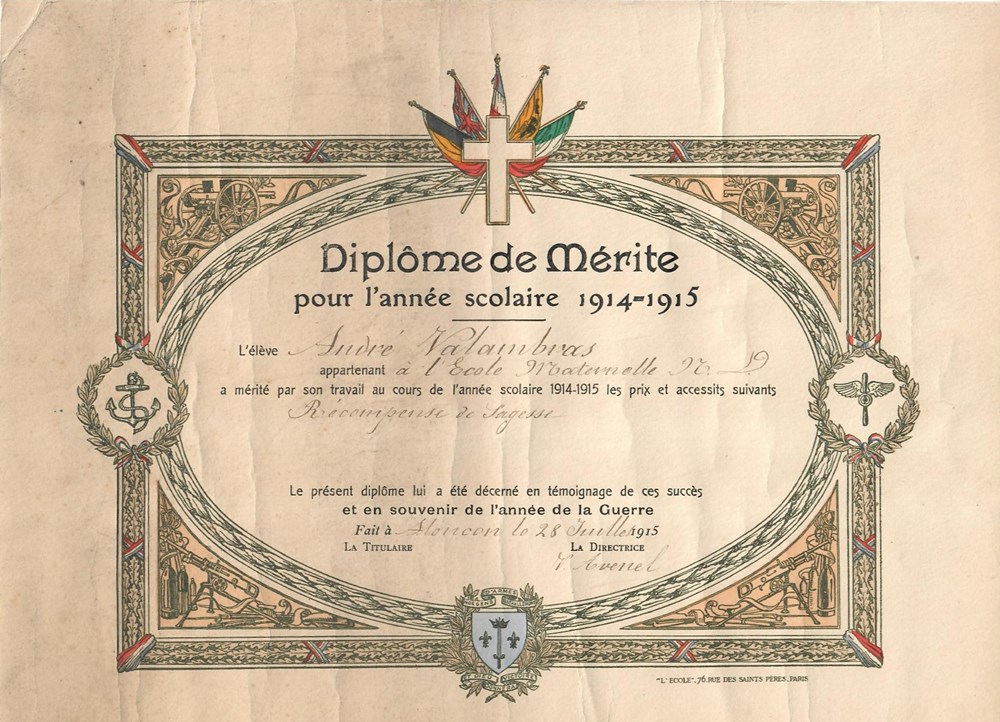 Diplôme de Mérite
pour l'année scolaire 1914-1915
L'élève André Valambras
appartenant à l'Ecole Maternelle N.
a mérité par son travail au cours de l'année scolaire 1914-1915 les prix et accessits suivants
Récompense de Sagesse
Le présent diplôme lui a été décerné en témoignage de ces succès
et en souvenir de l'année de la Guerre
Fait à Alencon le 28 Juillet 1915
LA TITULAIRE LA DIRECTRICE
Avenel
"L'ECOLE", 76, RUE DES SAINTS PÈRES, PARIS